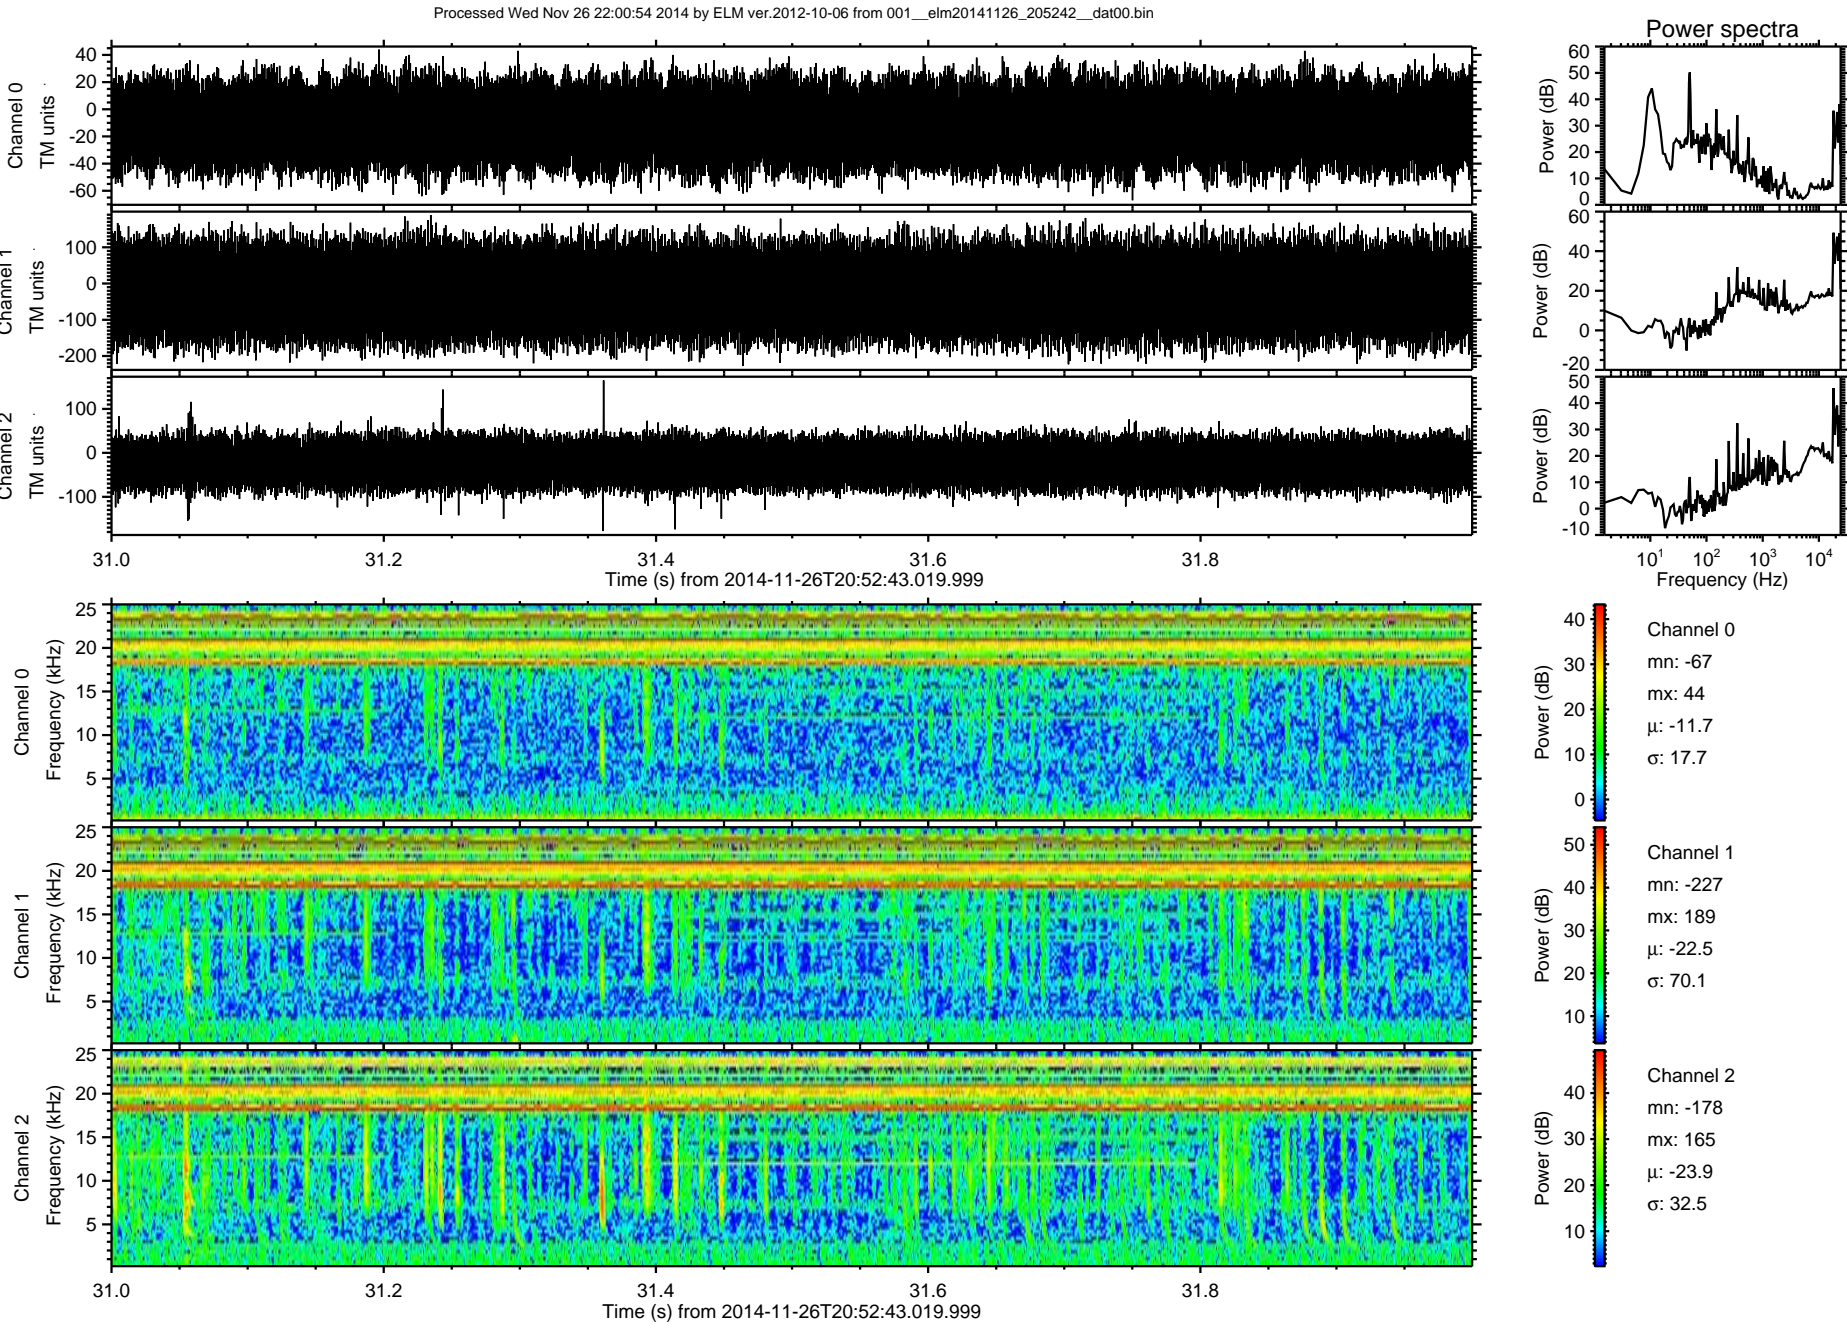 Processed Wed Nov 26 22:00:54 2014 by ELM ver.2012-10-06 from 001__elm20141126_205242__dat00.bin
Power spectra
Channel 0
TM units
40
20
0
-20
-40
-60
Power (dB)
60
50
40
30
20
10
0
Channel 1
TM units
100
0
-100
-200
Power (dB)
60
40
20
0
-20
Channel 2
TM units
100
0
-100
Power (dB)
50
40
30
20
10
0
-10
31.0 31.2 31.4 31.6 31.8
Time (s) from 2014-11-26T20:52:43.019.999
10^1 10^2 10^3 10^4
Frequency (Hz)
Channel 0
Frequency (kHz)
25
20
15
10
5
Power (dB)
40
30
20
10
0
Channel 0
mn: -67
mx: 44
μ: -11.7
σ: 17.7
Channel 1
Frequency (kHz)
25
20
15
10
5
Power (dB)
50
40
30
20
10
Channel 1
mn: -227
mx: 189
μ: -22.5
σ: 70.1
Channel 2
Frequency (kHz)
25
20
15
10
5
Power (dB)
40
30
20
10
Channel 2
mn: -178
mx: 165
μ: -23.9
σ: 32.5
31.0 31.2 31.4 31.6 31.8
Time (s) from 2014-11-26T20:52:43.019.999